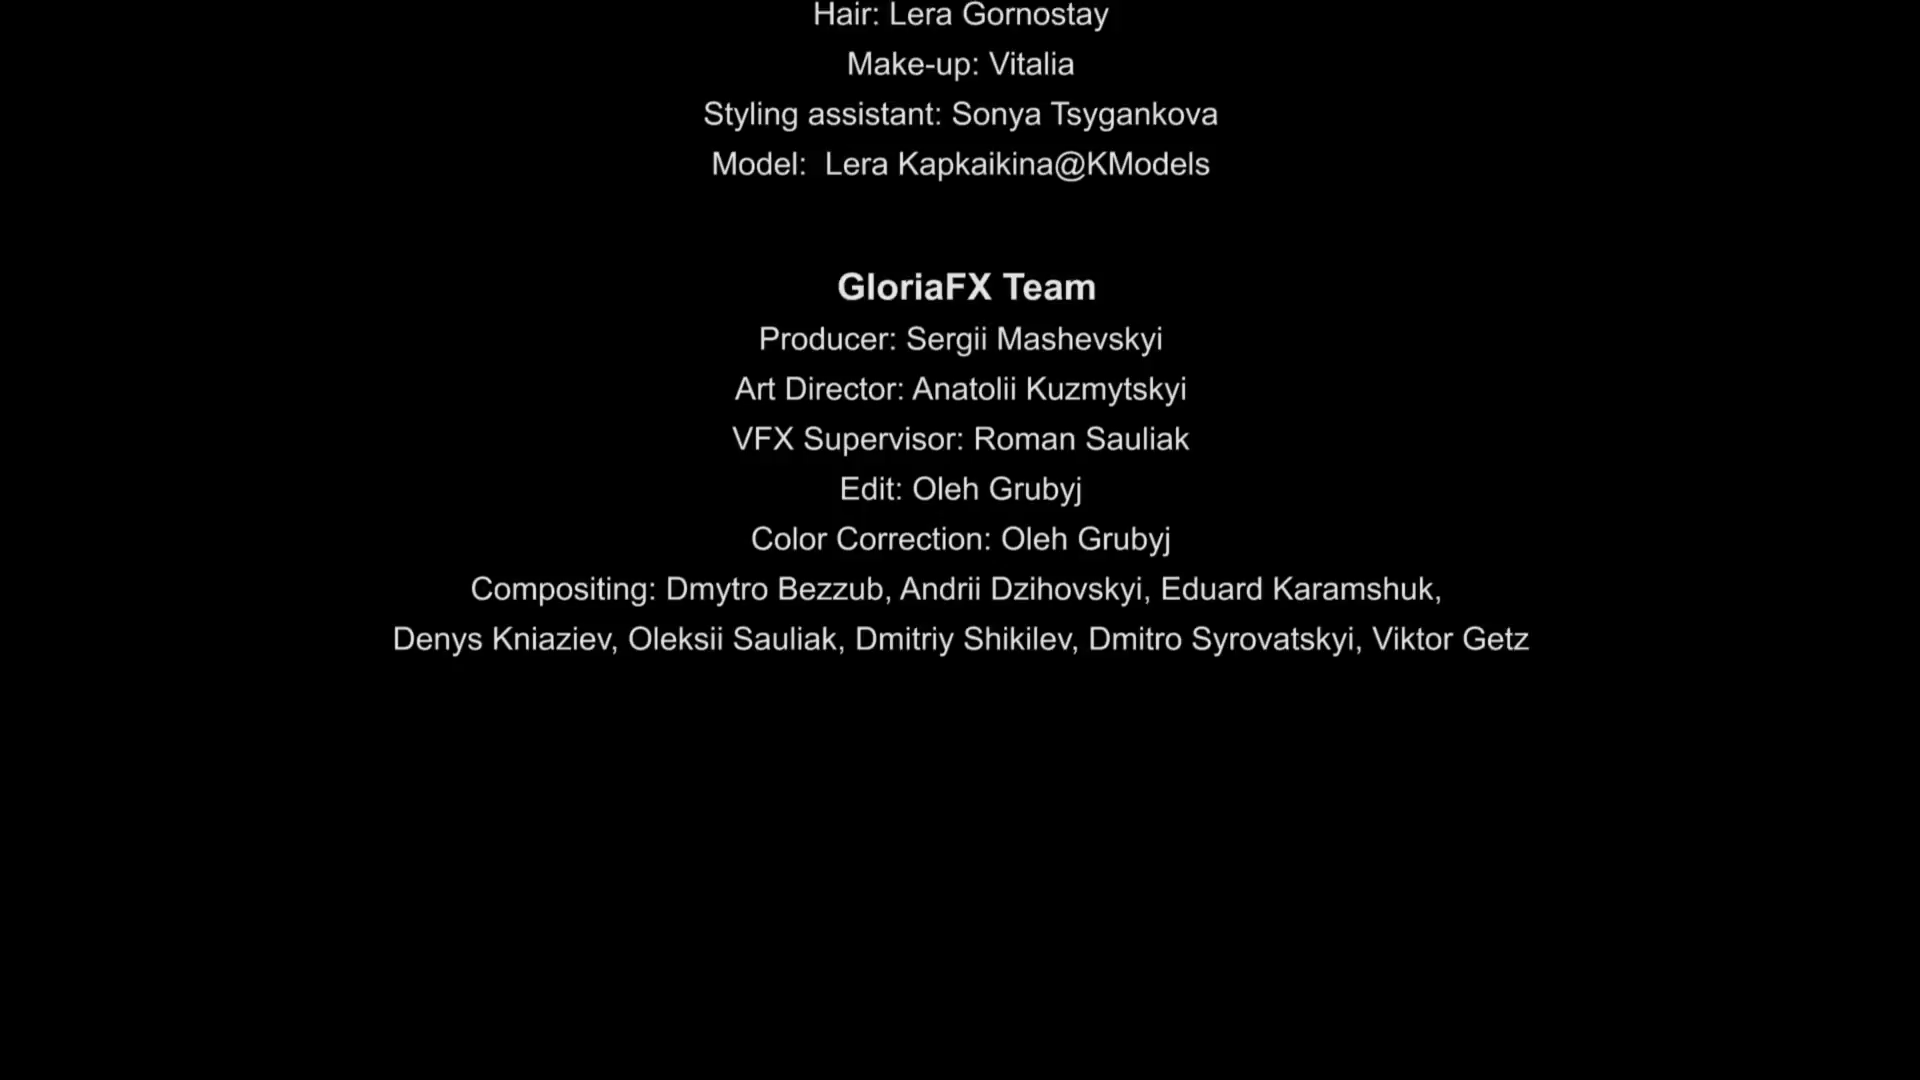 Hair: Lera Gornostay
Make-up: Vitalia
Styling assistant: Sonya Tsygankova
Model:  Lera Kapkaikina@KModels
GloriaFX Team
Producer: Sergii Mashevskyi
Art Director: Anatolii Kuzmytskyi
VFX Supervisor: Roman Sauliak
Edit: Oleh Grubyj
Color Correction: Oleh Grubyj
Compositing: Dmytro Bezzub, Andrii Dzihovskyi, Eduard Karamshuk,
Denys Kniaziev, Oleksii Sauliak, Dmitriy Shikilev, Dmitro Syrovatskyi, Viktor Getz